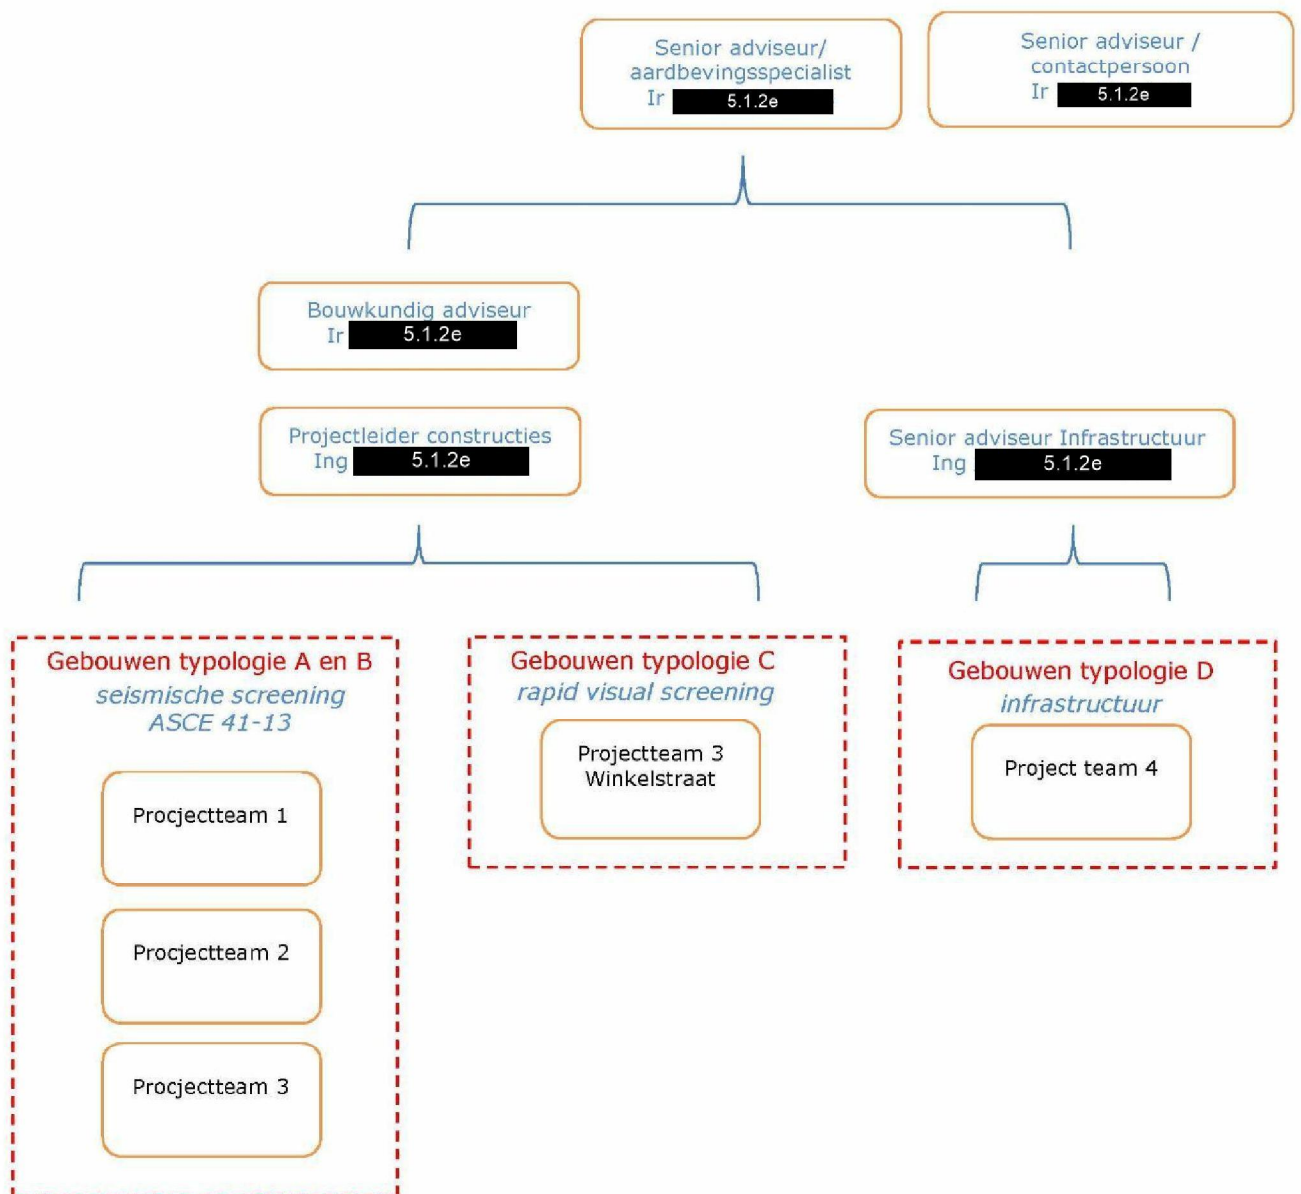 Senior adviseur/
aardbevingsspecialist
Ir 5.1.2e
Senior adviseur /
contactpersoon
Ir 5.1.2e
Bouwkundig adviseur
Ir 5.1.2e
Projectleider constructies
Ing 5.1.2e
Senior adviseur Infrastructuur
Ing 5.1.2e
Gebouwen typologie A en B
seismische screening
ASCE 41-13
Procjectteam 1
Procjectteam 2
Procjectteam 3
Gebouwen typologie C
rapid visual screening
Projectteam 3
Winkelstraat
Gebouwen typologie D
infrastructuur
Project team 4